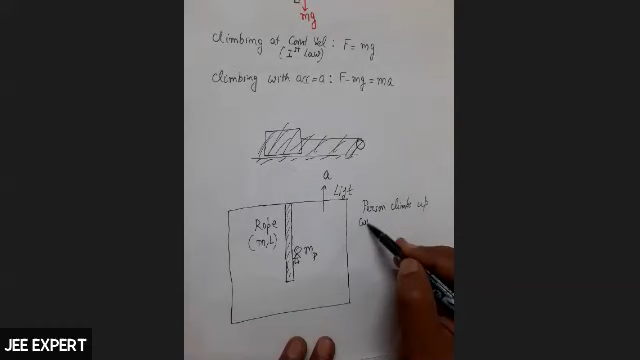 mg
Climbing at Const Vel : F = mg
(Iˢᵗ Law)
Climbing with acc = a : F - mg = ma
a
Lift
Person climb up
Rope
(m, L)
mp
JEE EXPERT